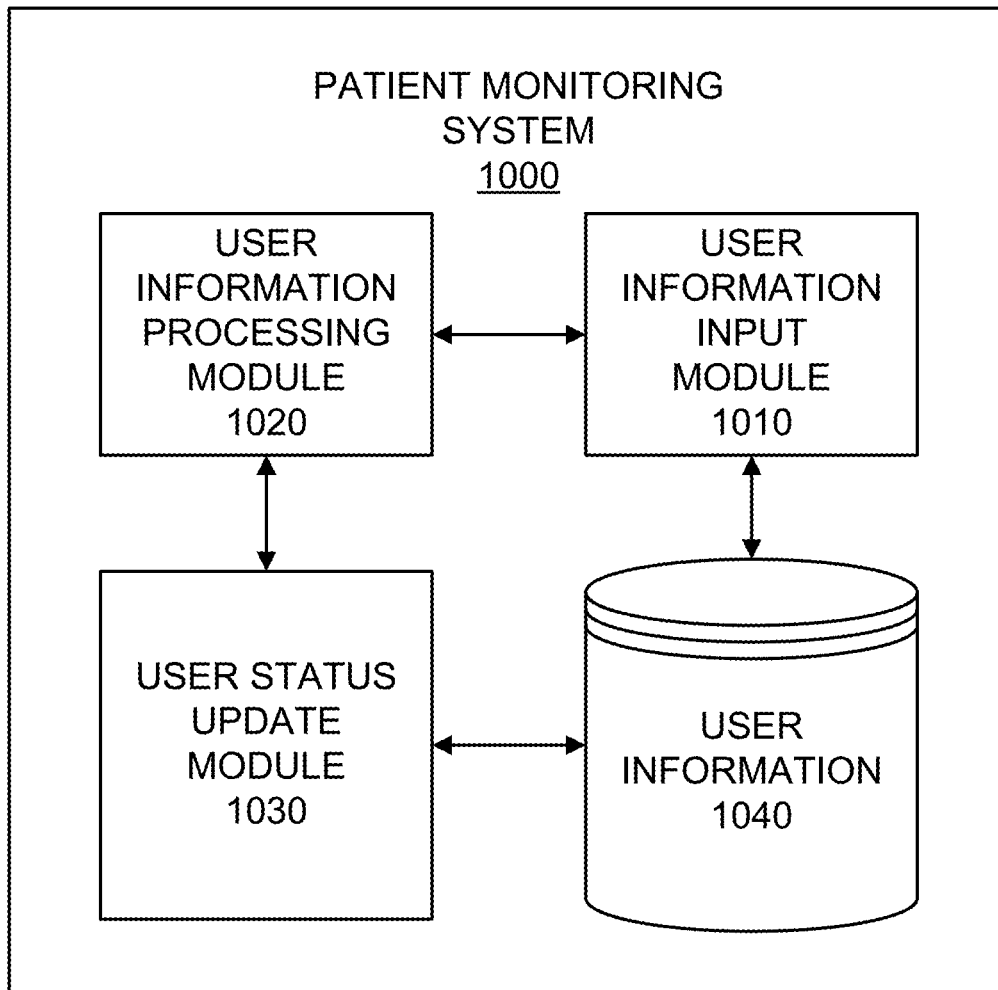 PATIENT MONITORING
SYSTEM
1000
USER
INFORMATION
PROCESSING
MODULE
1020
USER
INFORMATION
INPUT
MODULE
1010
USER STATUS
UPDATE
MODULE
1030
USER
INFORMATION
1040